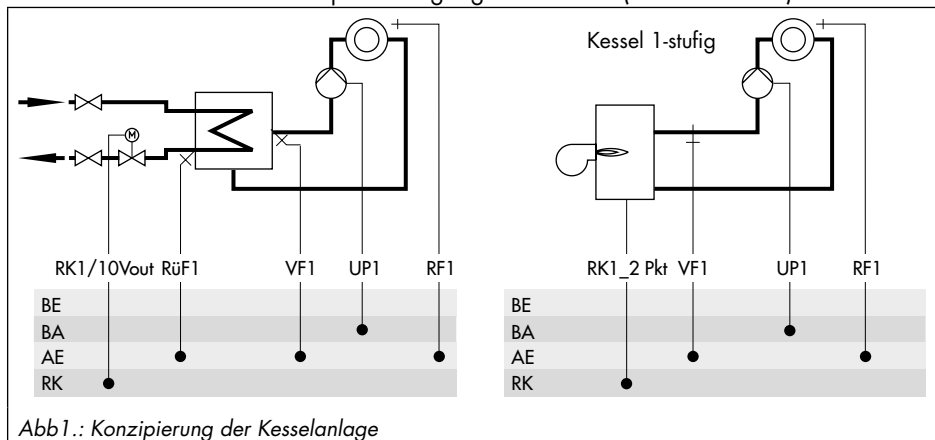 Kessel 1-stufig
M
RK1/10Vout RüF1 VF1 UP1 RF1
RK1_2 Pkt VF1 UP1 RF1
BE
BA
AE
RK
BE
BA
AE
RK
Abb1.: Konzipierung der Kesselanlage